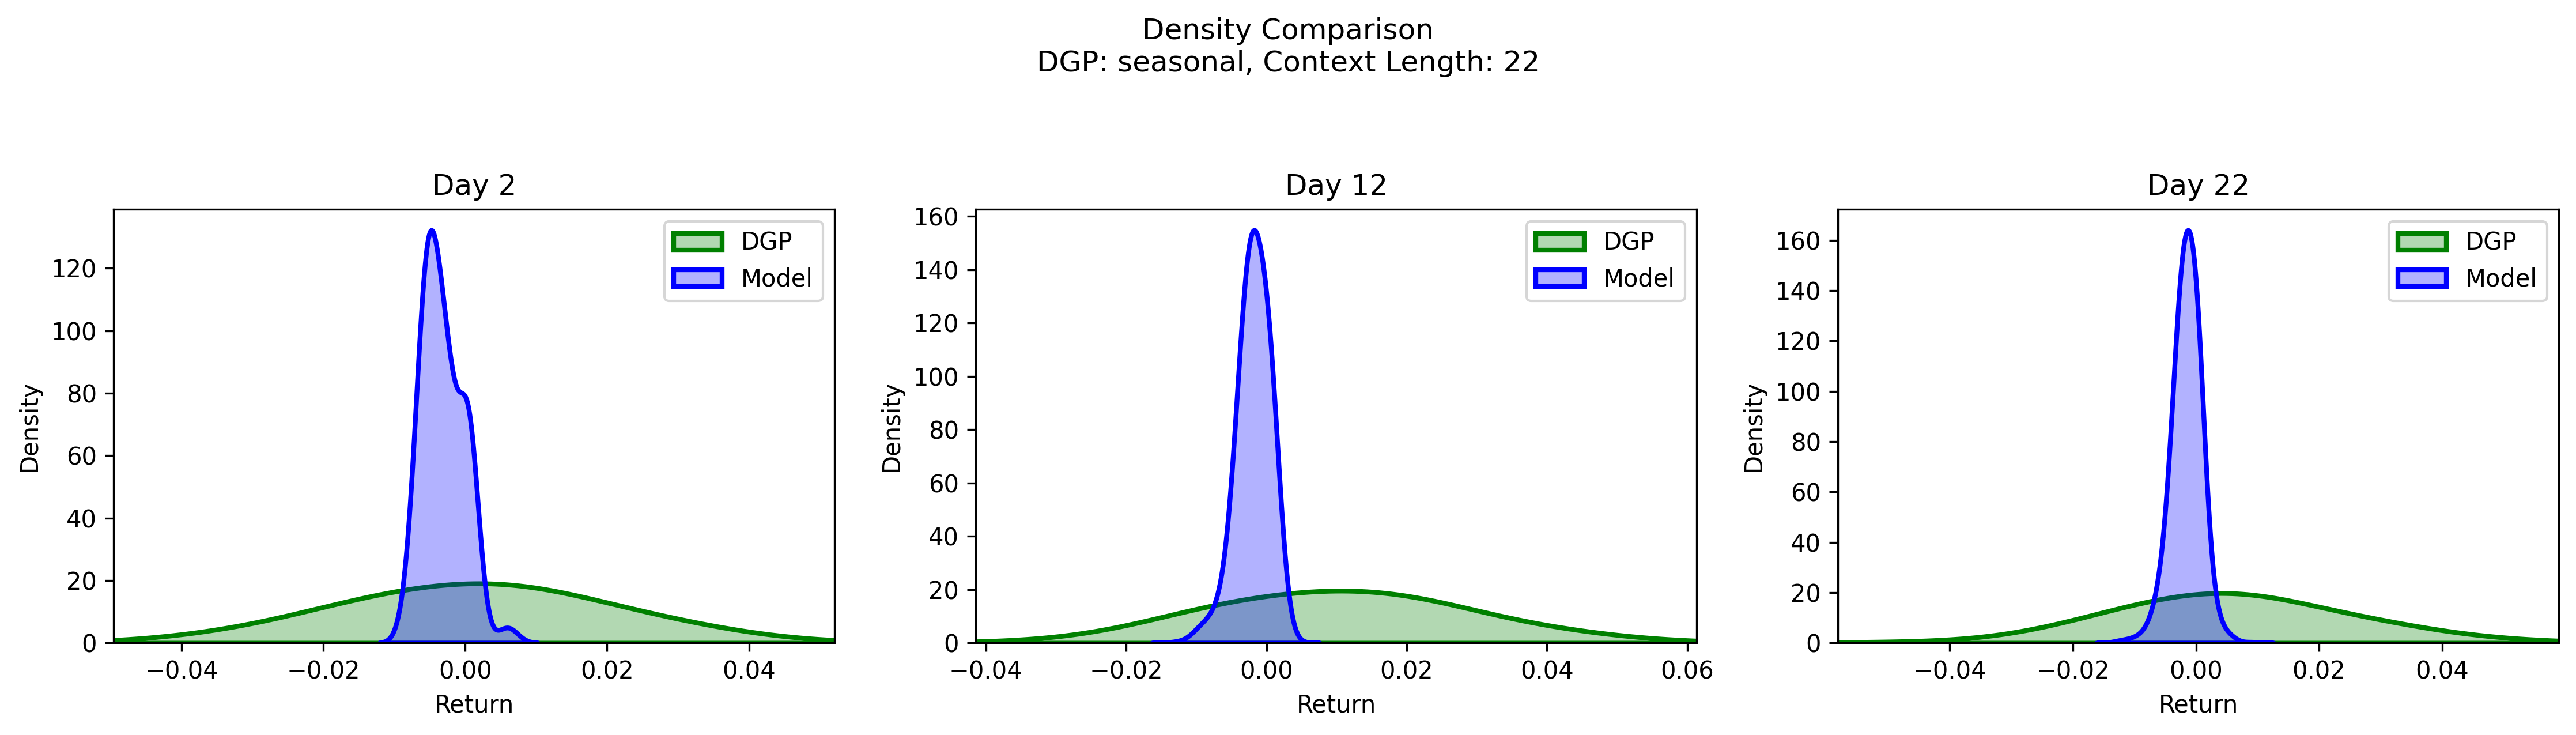 Density Comparison
DGP: seasonal, Context Length: 22
Day 2
DGP
Model
Density
120
100
80
60
40
20
0
−0.04 −0.02 0.00 0.02 0.04
Return
Day 12
DGP
Model
Density
160
140
120
100
80
60
40
20
0
−0.04 −0.02 0.00 0.02 0.04 0.06
Return
Day 22
DGP
Model
Density
160
140
120
100
80
60
40
20
0
−0.04 −0.02 0.00 0.02 0.04
Return